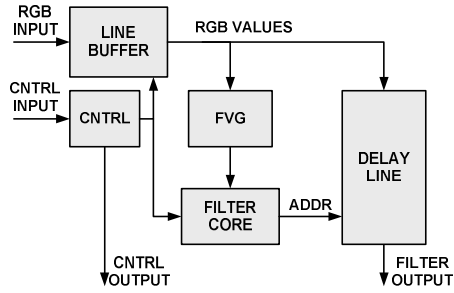 RGB
INPUT
LINE
BUFFER
RGB VALUES
CNTRL
INPUT
CNTRL
FVG
DELAY
LINE
FILTER
CORE
ADDR
CNTRL
OUTPUT
FILTER
OUTPUT